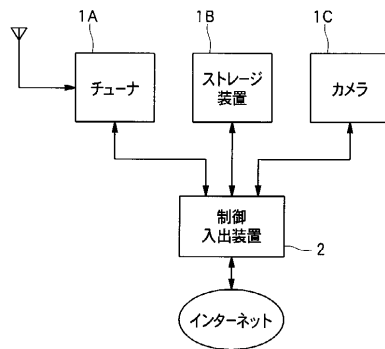 1A
1B
1C
チューナ
ストレージ
装置
カメラ
制御
入出装置
2
インターネット